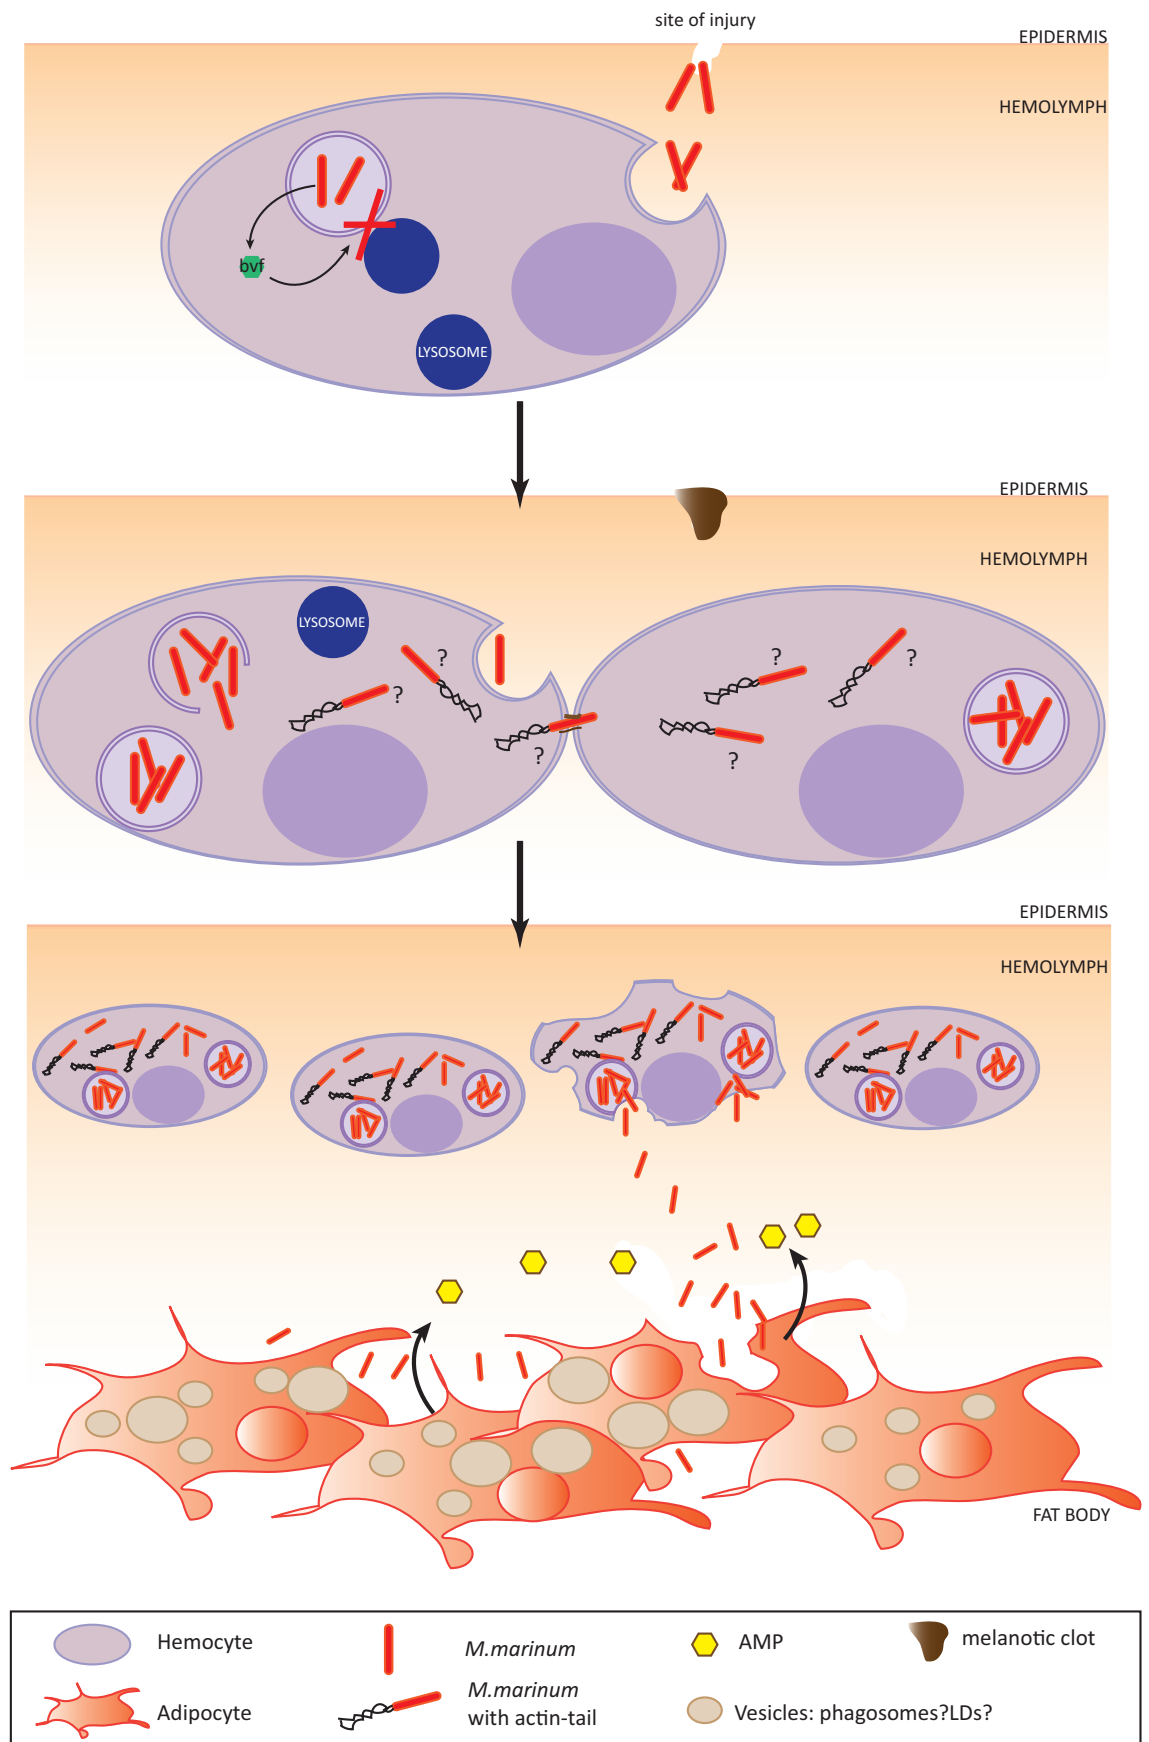 site of injury
EPIDERMIS
HEMOLYMPH
bvf
LYSOSOME
EPIDERMIS
HEMOLYMPH
LYSOSOME
?
?
?
?
?
?
?
EPIDERMIS
HEMOLYMPH
FAT BODY
Hemocyte
M.marinum
AMP
melanotic clot
Adipocyte
M.marinum
with actin-tail
Vesicles: phagosomes?LDs?